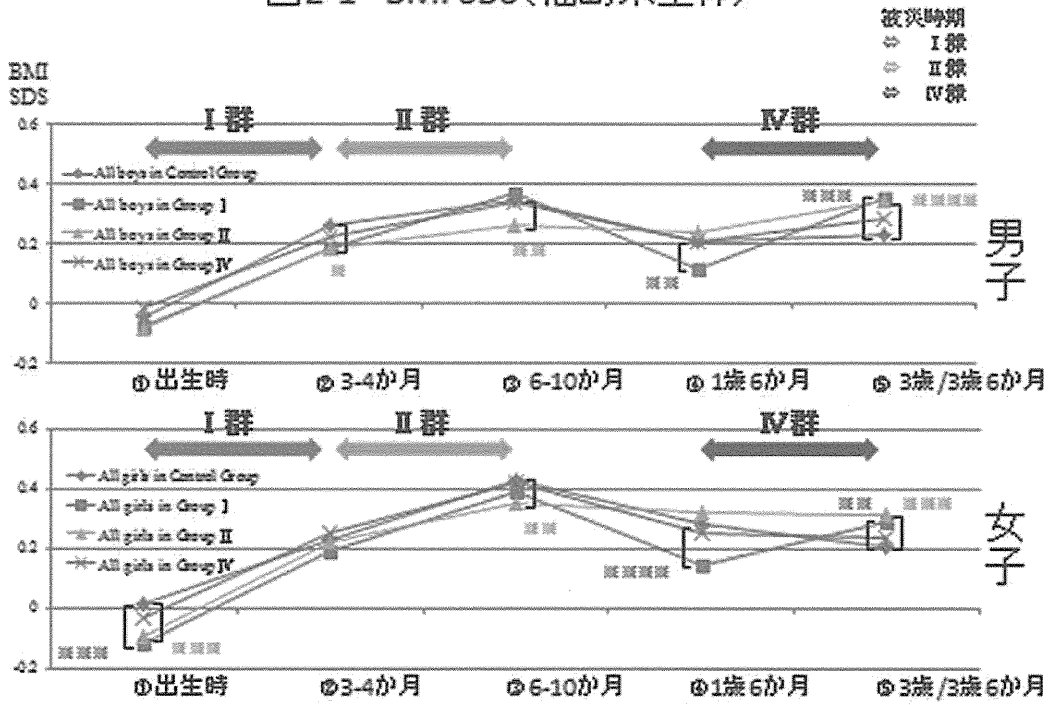 被災時期
⇔ Ⅰ群
⇔ Ⅱ群
⇔ Ⅳ群
BMI
SDS
Ⅰ群 Ⅱ群 Ⅳ群
0.6
0.4
0.2
0
-0.2
All boys in Control Group
All boys in Group Ⅰ
All boys in Group Ⅱ
All boys in Group Ⅳ
※
※※
※※
※※※
※※※※
男子
①出生時 ②3-4か月 ③6-10か月 ④1歳6か月 ⑤3歳/3歳6か月
Ⅰ群 Ⅱ群 Ⅳ群
0.6
0.4
0.2
0
-0.2
All girls in Control Group
All girls in Group Ⅰ
All girls in Group Ⅱ
All girls in Group Ⅳ
※※※
※※※
※※
※※※※
※※
※※※
女子
①出生時 ②3-4か月 ③6-10か月 ④1歳6か月 ⑤3歳/3歳6か月